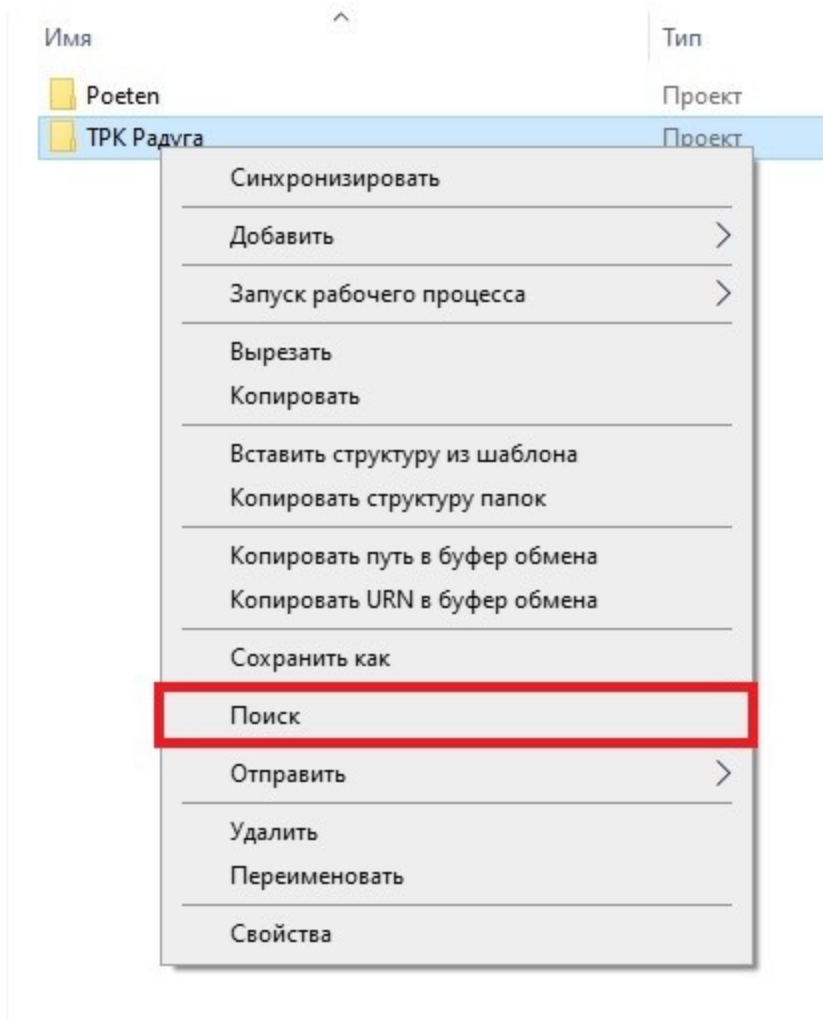 Имя Тип
Poeten Проект
ТРК Радуга Проект
Синхронизировать
Добавить
Запуск рабочего процесса
Вырезать
Копировать
Вставить структуру из шаблона
Копировать структуру папок
Копировать путь в буфер обмена
Копировать URN в буфер обмена
Сохранить как
Поиск
Отправить
Удалить
Переименовать
Свойства